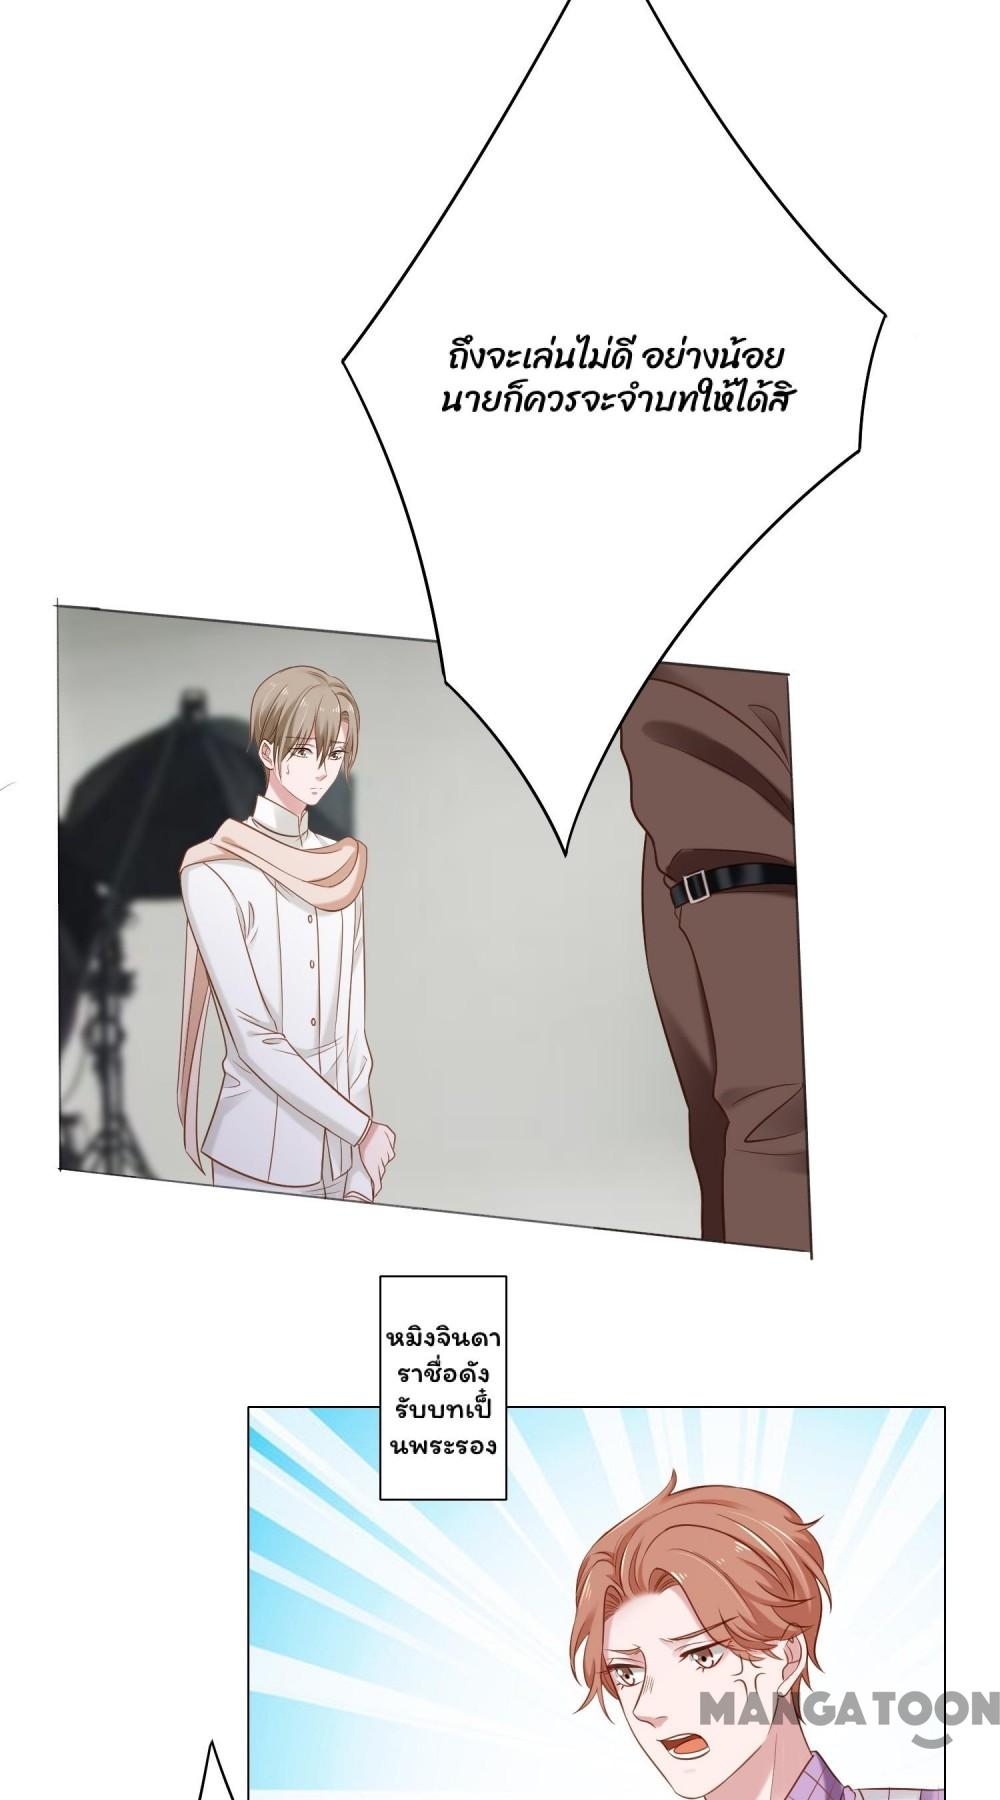 ถึงจะเล่นไม่ดี อย่างน้อย
นายก็ควรจะจำบทให้ได้สิ
หมิงจินดา
ราชื่อดัง
รับบทเป็
นพระรอง
MANGATOON